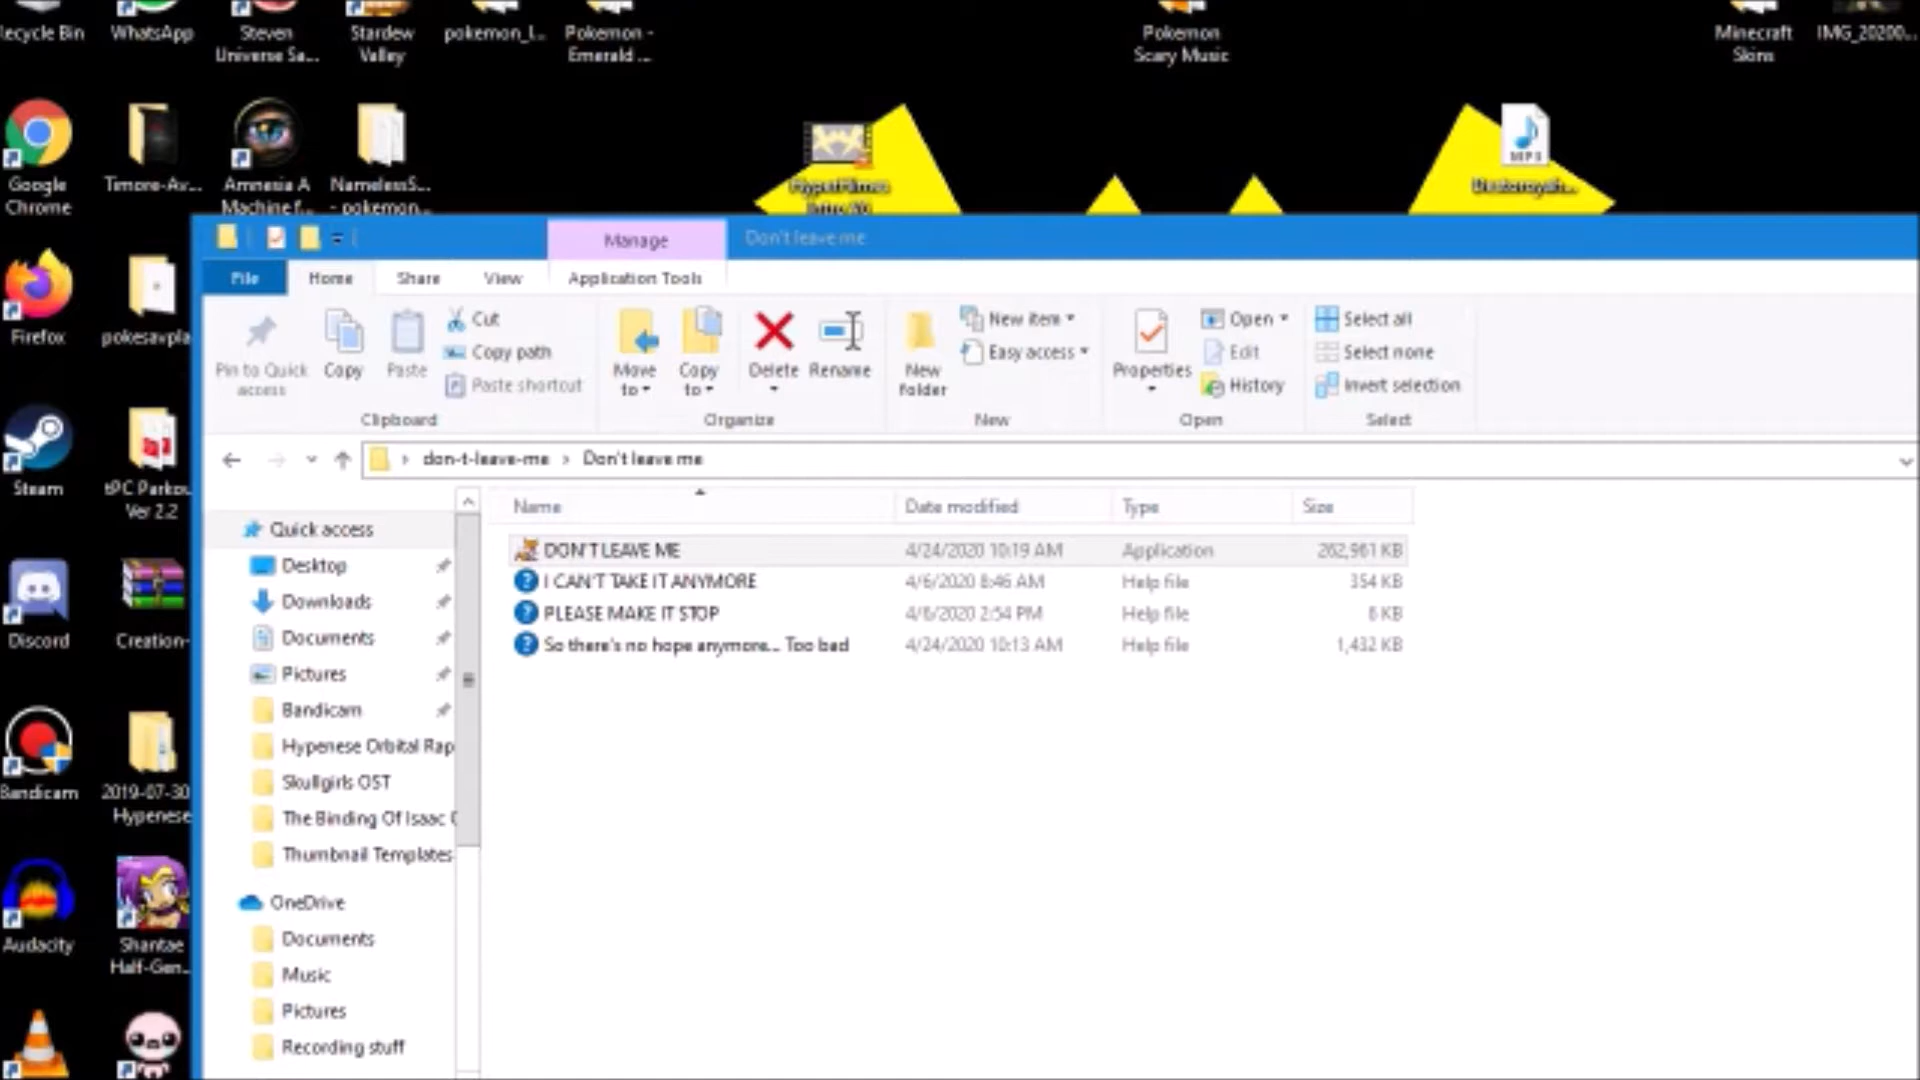 WhatsApp
Steven
Universe Sa...
Stardew
Valley
pokemon_l...
Pokemon -
Emerald ...
Pokemon
Scary Music
Minecraft
Skins
IMG_20200...
lecycle Bin
Google
Chrome
Timore-Av...
Amnesia A
Machine f...
NamelessS...
- pokemon...
MP3
Manage
Don't leave me
File
Home
Share
View
Application Tools
Pin to Quick
access
Copy
Paste
Cut
Copy path
Paste shortcut
Clipboard
Move
to
Copy
to
Delete
Rename
Organize
New
folder
New item
Easy access
New
Properties
Open
Edit
History
Open
Select all
Select none
Invert selection
Select
don-t-leave-me > Don't leave me
Name Date modified Type Size
DON'T LEAVE ME 4/24/2020 10:19 AM Application 262,961 KB
I CAN'T TAKE IT ANYMORE 4/6/2020 8:46 AM Help file 354 KB
PLEASE MAKE IT STOP 4/6/2020 2:54 PM Help file 6 KB
So there's no hope anymore... Too bad 4/24/2020 10:13 AM Help file 1,432 KB
Quick access
Desktop
Downloads
Documents
Pictures
Bandicam
Hypenese Orbital Rap
Skullgirls OST
The Binding Of Isaac
Thumbnail Templates
OneDrive
Documents
Music
Pictures
Recording stuff
Firefox
pokesavpla
Steam
tPC Parkou
Ver 2.2
Discord
Creation-
Bandicam
2019-07-30
Hypenese
Audacity
Shantae
Half-Gen...